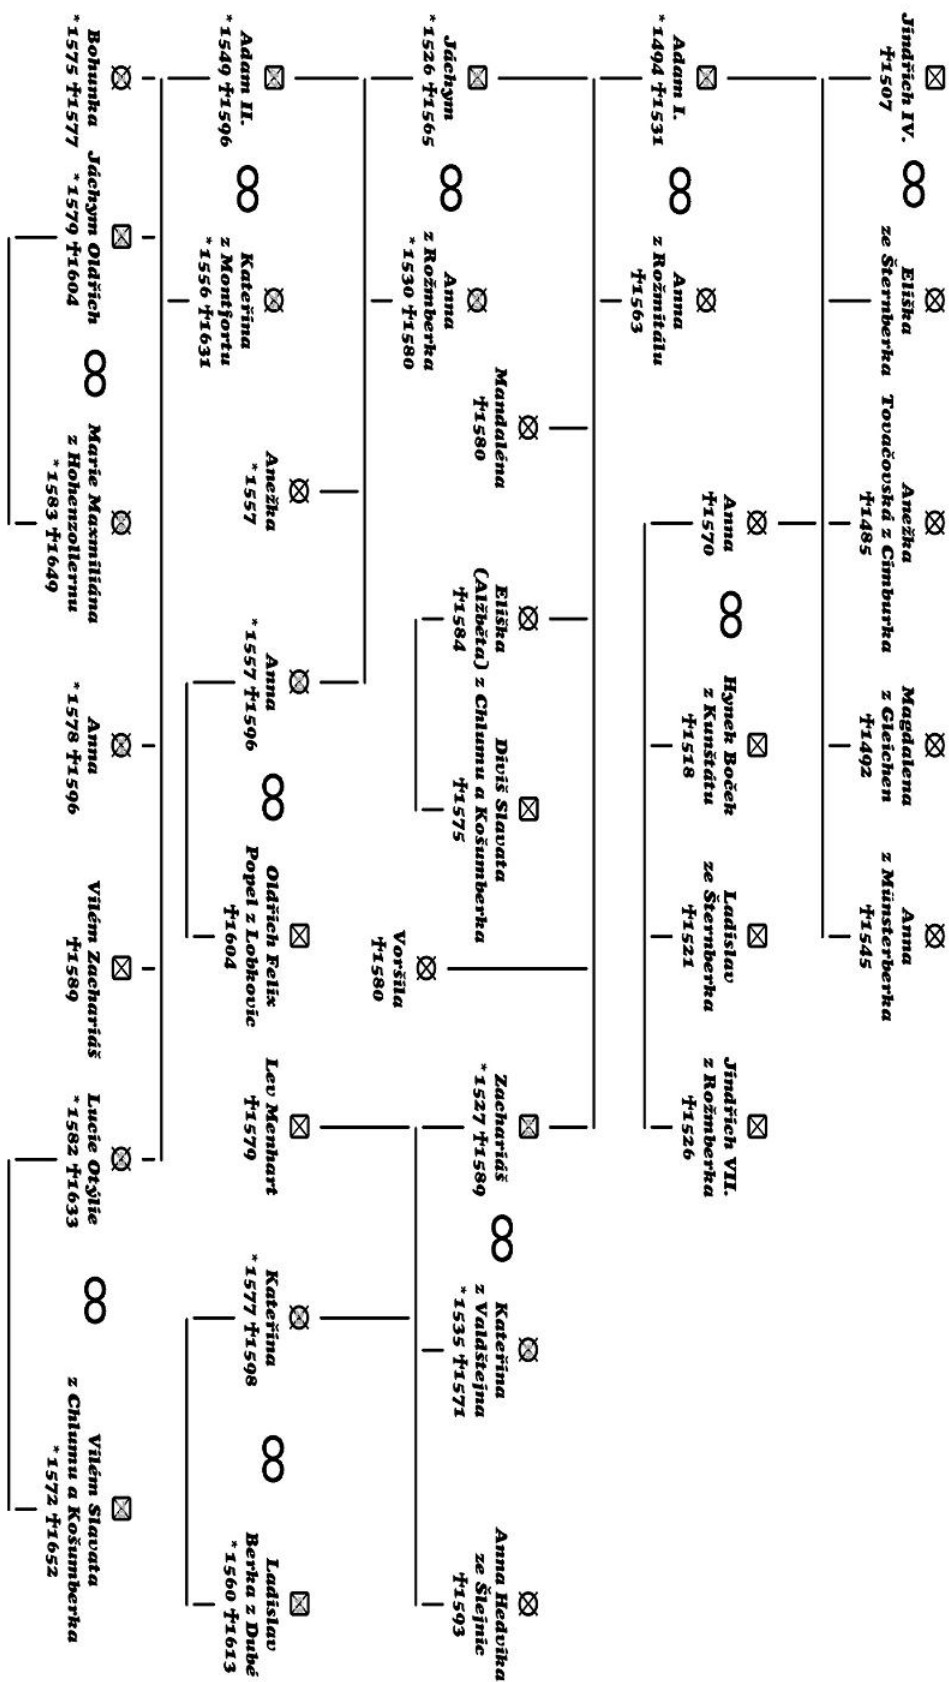 Jindřich IV.
†1507
Eliška
ze Šternberka
Anežka
Tovačovská z Cimburka
†1485
Magdalena
z Gleichen
†1492
Anna
z Münsterberka
†1545
Adam I.
*1494 †1531
Anna
z Rožmitálu
†1563
Anna
†1570
Hynek Boček
z Kunštátu
†1518
Ladislav
ze Šternberka
†1521
Jindřich VII.
z Rožmberka
†1526
Jáchym
*1526 †1565
Anna
z Rožmberka
*1530 †1580
Mandaléna
†1580
Eliška
(Alžběta)
†1584
Diviš Slavata
z Chlumu a Košumberka
†1575
Voršila
†1580
Zachariáš
*1527 †1589
Kateřina
z Valdštejna
*1535 †1571
Anna Hedvika
ze Šlejnic
†1593
Adam II.
*1549 †1596
Kateřina
z Montfortu
*1556 †1631
Anežka
*1557
Anna
*1557 †1596
Oldřich Felix
Popel z Lobkovic
†1604
Lev Menhart
†1579
Kateřina
*1577 †1598
Ladislav
Berka z Dubé
*1560 †1613
Bohunka
*1575 †1577
Jáchym Oldřich
*1579 †1604
Marie Maxmiliána
z Hohenzollernu
*1583 †1649
Anna
*1578 †1596
Vilém Zachariáš
†1589
Lucie Otýlie
*1582 †1633
Vilém Slavata
z Chlumu a Košumberka
*1572 †1652